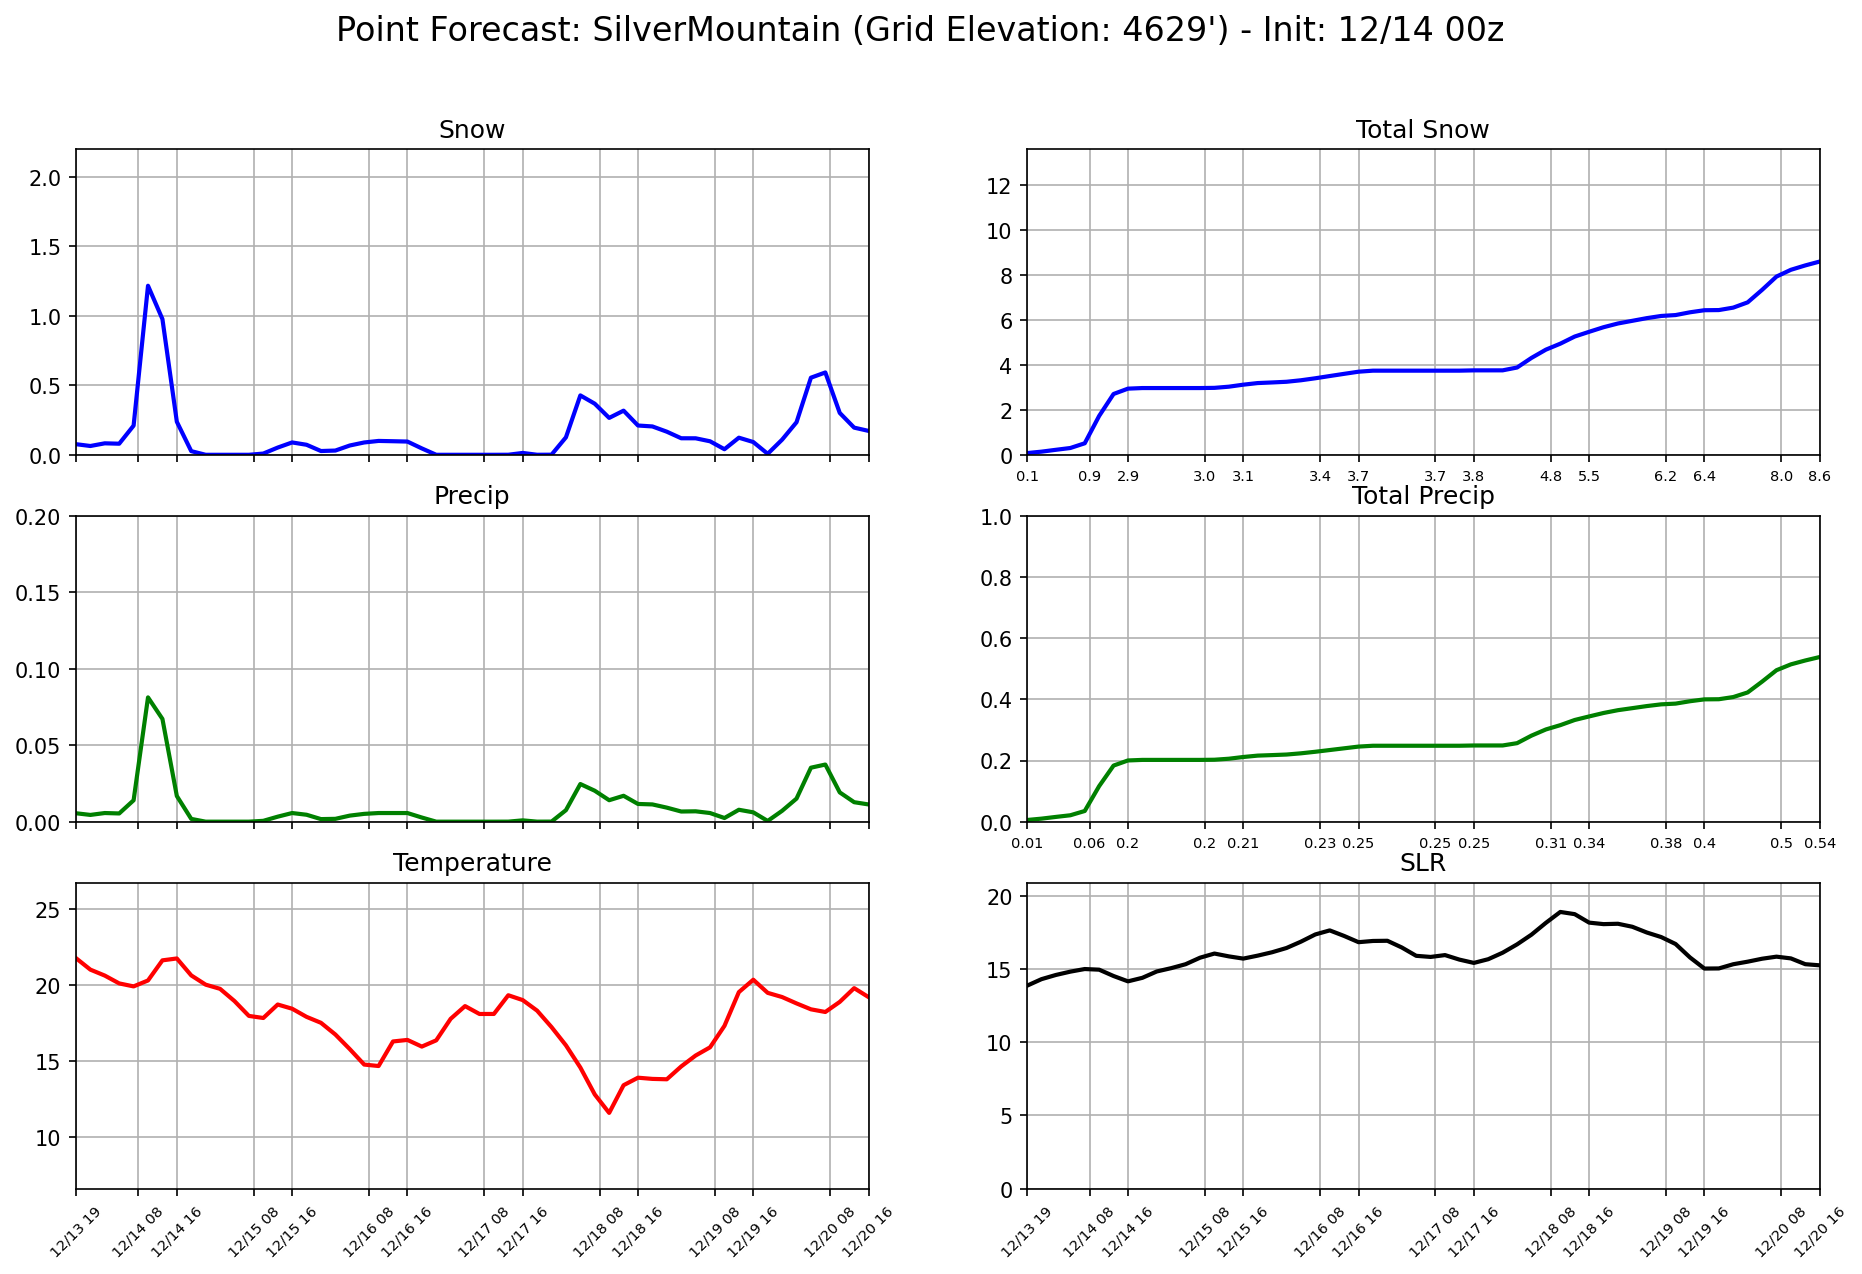 Point Forecast: SilverMountain (Grid Elevation: 4629') - Init: 12/14 00z
Snow
2.0
1.5
1.0
0.5
0.0
Total Snow
12
10
8
6
4
2
0
0.1 0.9 2.9 3.0 3.1 3.4 3.7 3.7 3.8 4.8 5.5 6.2 6.4 8.0 8.6
Precip
0.20
0.15
0.10
0.05
0.00
Total Precip
1.0
0.8
0.6
0.4
0.2
0.0
0.01 0.06 0.2 0.2 0.21 0.23 0.25 0.25 0.25 0.31 0.34 0.38 0.4 0.5 0.54
Temperature
25
20
15
10
12/13 19 12/14 08 12/14 16 12/15 08 12/15 16 12/16 08 12/16 16 12/17 08 12/17 16 12/18 08 12/18 16 12/19 08 12/19 16 12/20 08 12/20 16
SLR
20
15
10
5
0
12/13 19 12/14 08 12/14 16 12/15 08 12/15 16 12/16 08 12/16 16 12/17 08 12/17 16 12/18 08 12/18 16 12/19 08 12/19 16 12/20 08 12/20 16